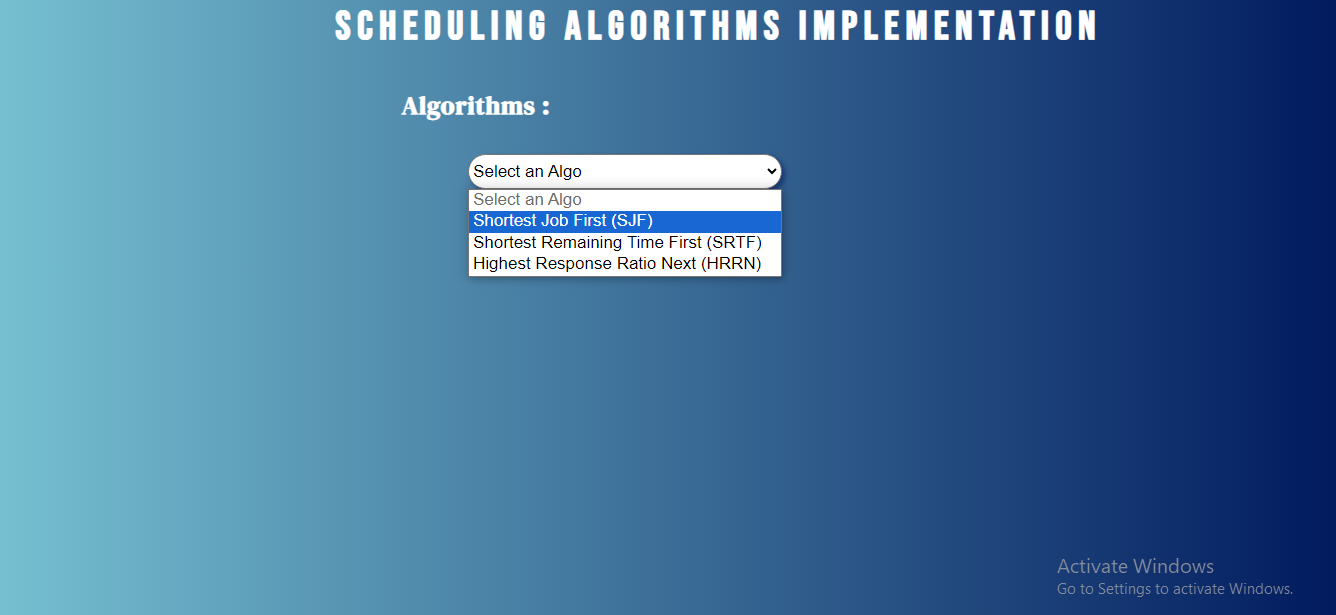 SCHEDULING ALGORITHMS IMPLEMENTATION
Algorithms :
Select an Algo
Select an Algo
Shortest Job First (SJF)
Shortest Remaining Time First (SRTF)
Highest Response Ratio Next (HRRN)
Activate Windows
Go to Settings to activate Windows.